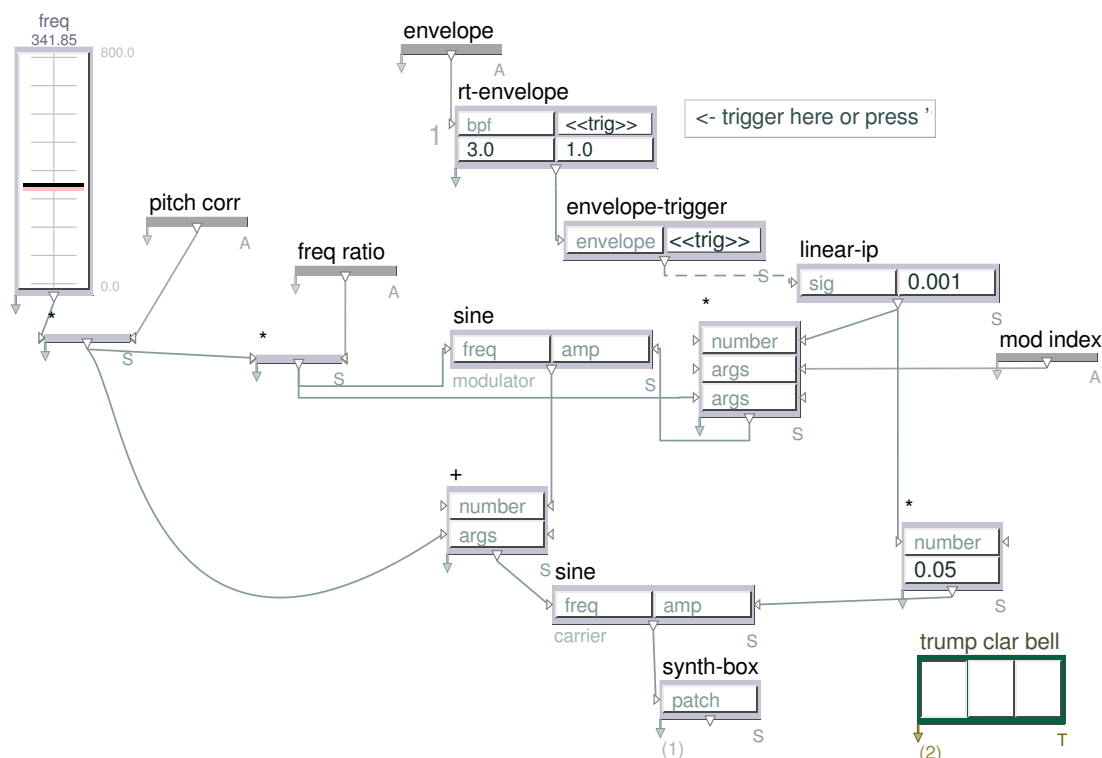 freq
341.85
800.0
0.0
envelope
A
rt-envelope
1
bpf <<trig>>
3.0 1.0
<- trigger here or press '
pitch corr
A
envelope-trigger
envelope <<trig>>
S
freq ratio
A
linear-ip
sig 0.001
S
*
S
*
S
sine
freq amp
modulator
S
*
number
args
args
S
mod index
A
+
number
args
S
*
number
0.05
S
sine
freq amp
carrier
S
synth-box
patch
(1)
S
trump clar bell
(2)
T